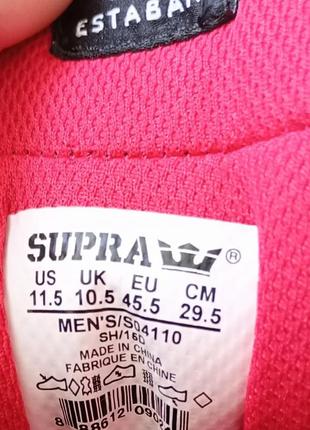 ESTABAN
SUPRA ®
US UK EU CM
11.5 10.5 45.5 29.5
MEN'S/S04110
SH/16D
MADE IN CHINA
FABRIQUE EN CHINE